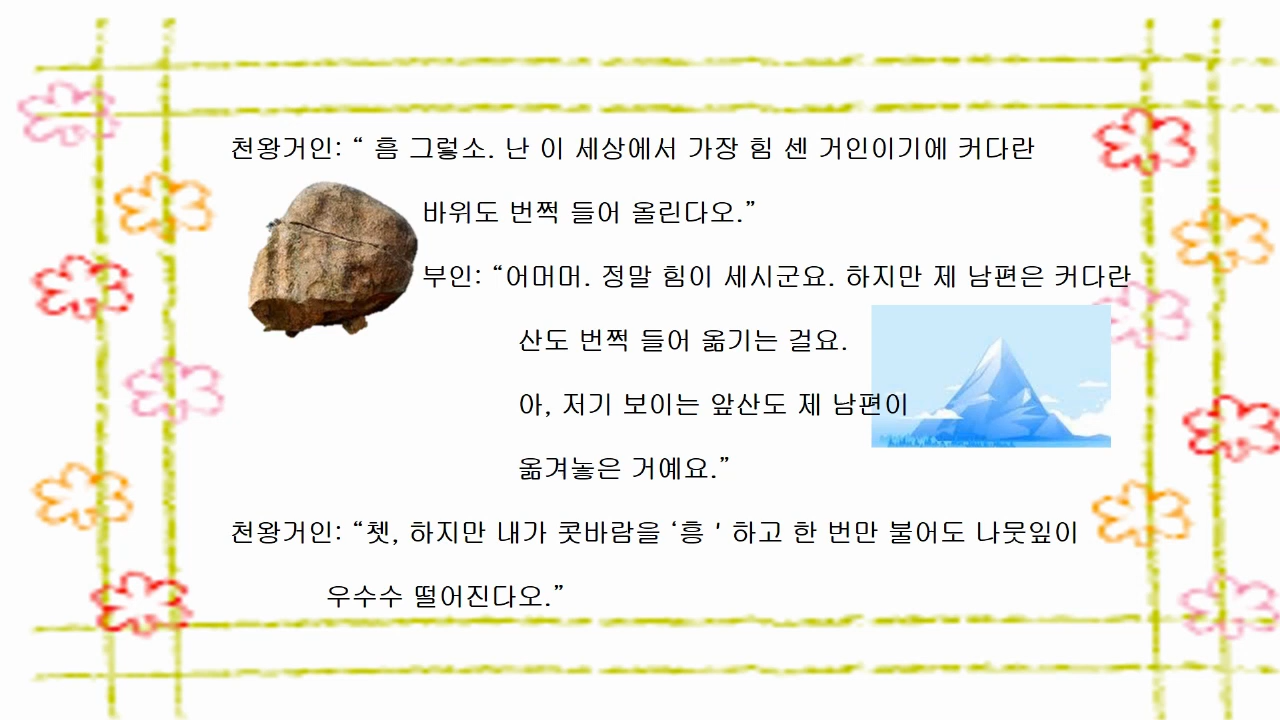 천왕거인: “ 흠 그렇소. 난 이 세상에서 가장 힘 센 거인이기에 커다란
바위도 번쩍 들어 올린다오.”
부인: “어머머. 정말 힘이 세시군요. 하지만 제 남편은 커다란
산도 번쩍 들어 옮기는 걸요.
아, 저기 보이는 앞산도 제 남편이
옮겨놓은 거예요.”
천왕거인: “쳇, 하지만 내가 콧바람을 ‘흥 ' 하고 한 번만 불어도 나뭇잎이
우수수 떨어진다오.”